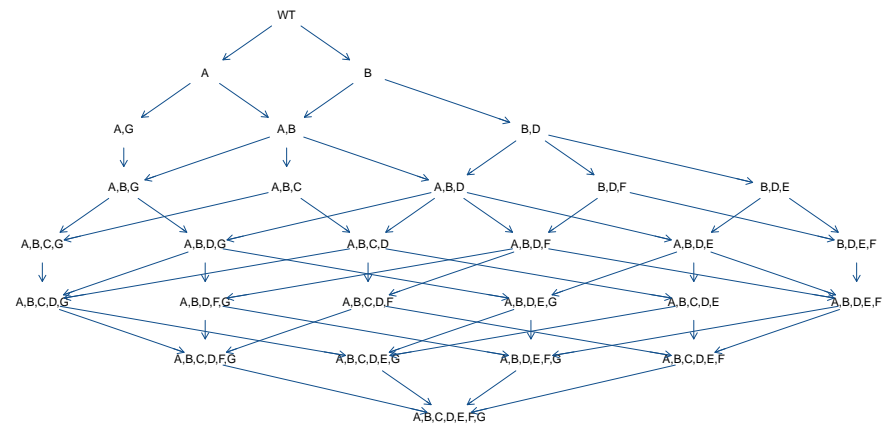 WT
A
B
A,G
A,B
B,D
A,B,G
A,B,C
A,B,D
B,D,F
B,D,E
A,B,C,G
A,B,D,G
A,B,C,D
A,B,D,F
A,B,D,E
B,D,E,F
A,B,C,D,G
A,B,D,F,G
A,B,C,D,F
A,B,D,E,G
A,B,C,D,E
A,B,D,E,F
A,B,C,D,F,G
A,B,C,D,E,G
A,B,D,E,F,G
A,B,C,D,E,F
A,B,C,D,E,F,G